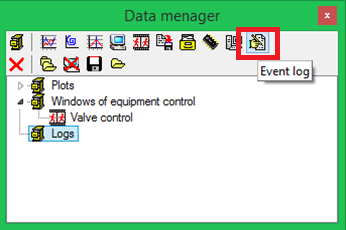 Data menager
x
Event log
Plots
Windows of equipment control
Valve control
Logs